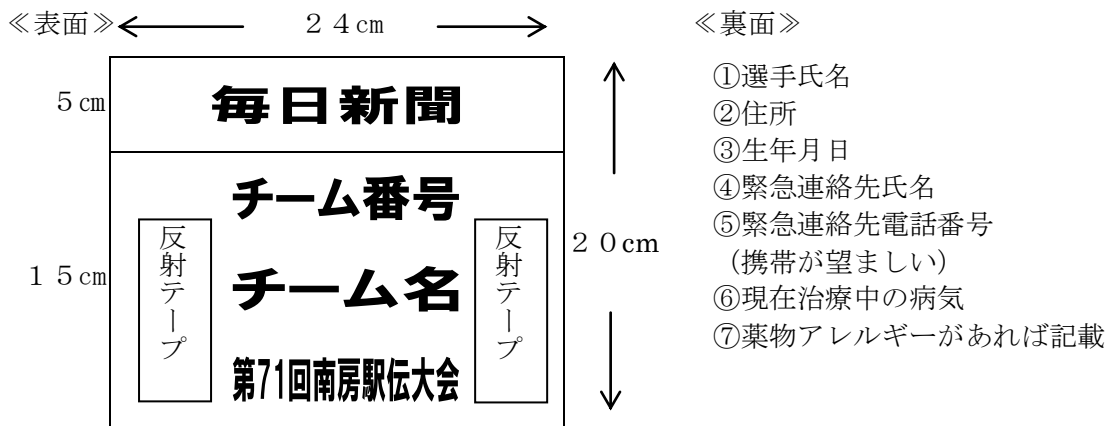 ≪表面≫
２４㎝
≪裏面≫
５㎝
毎日新聞
チーム番号
反射テープ
チーム名
反射テープ
第71回南房駅伝大会
１５㎝
２０cm
①選手氏名
②住所
③生年月日
④緊急連絡先氏名
⑤緊急連絡先電話番号
（携帯が望ましい）
⑥現在治療中の病気
⑦薬物アレルギーがあれば記載